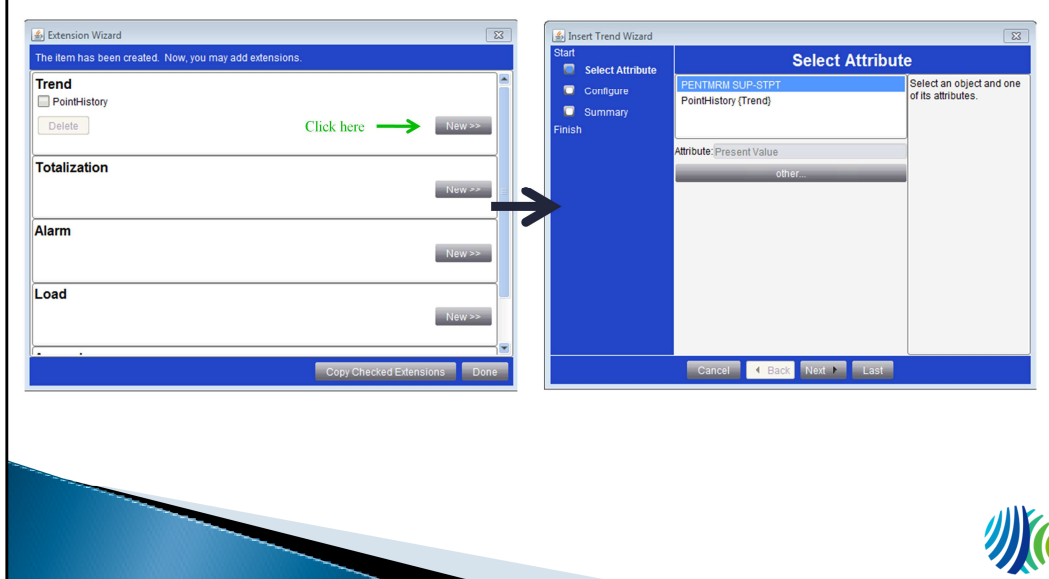 Extension Wizard
The item has been created. Now, you may add extensions.
Trend
PointHistory
Delete
Click here
New >>
Totalization
New >>
Alarm
New >>
Load
New >>
Copy Checked Extensions
Done
Insert Trend Wizard
Start
Select Attribute
Configure
Summary
Finish
Select Attribute
PENTMRM SUP-STPT
PointHistory {Trend}
Attribute: Present Value
other...
Select an object and one
of its attributes.
Cancel
Back
Next
Last